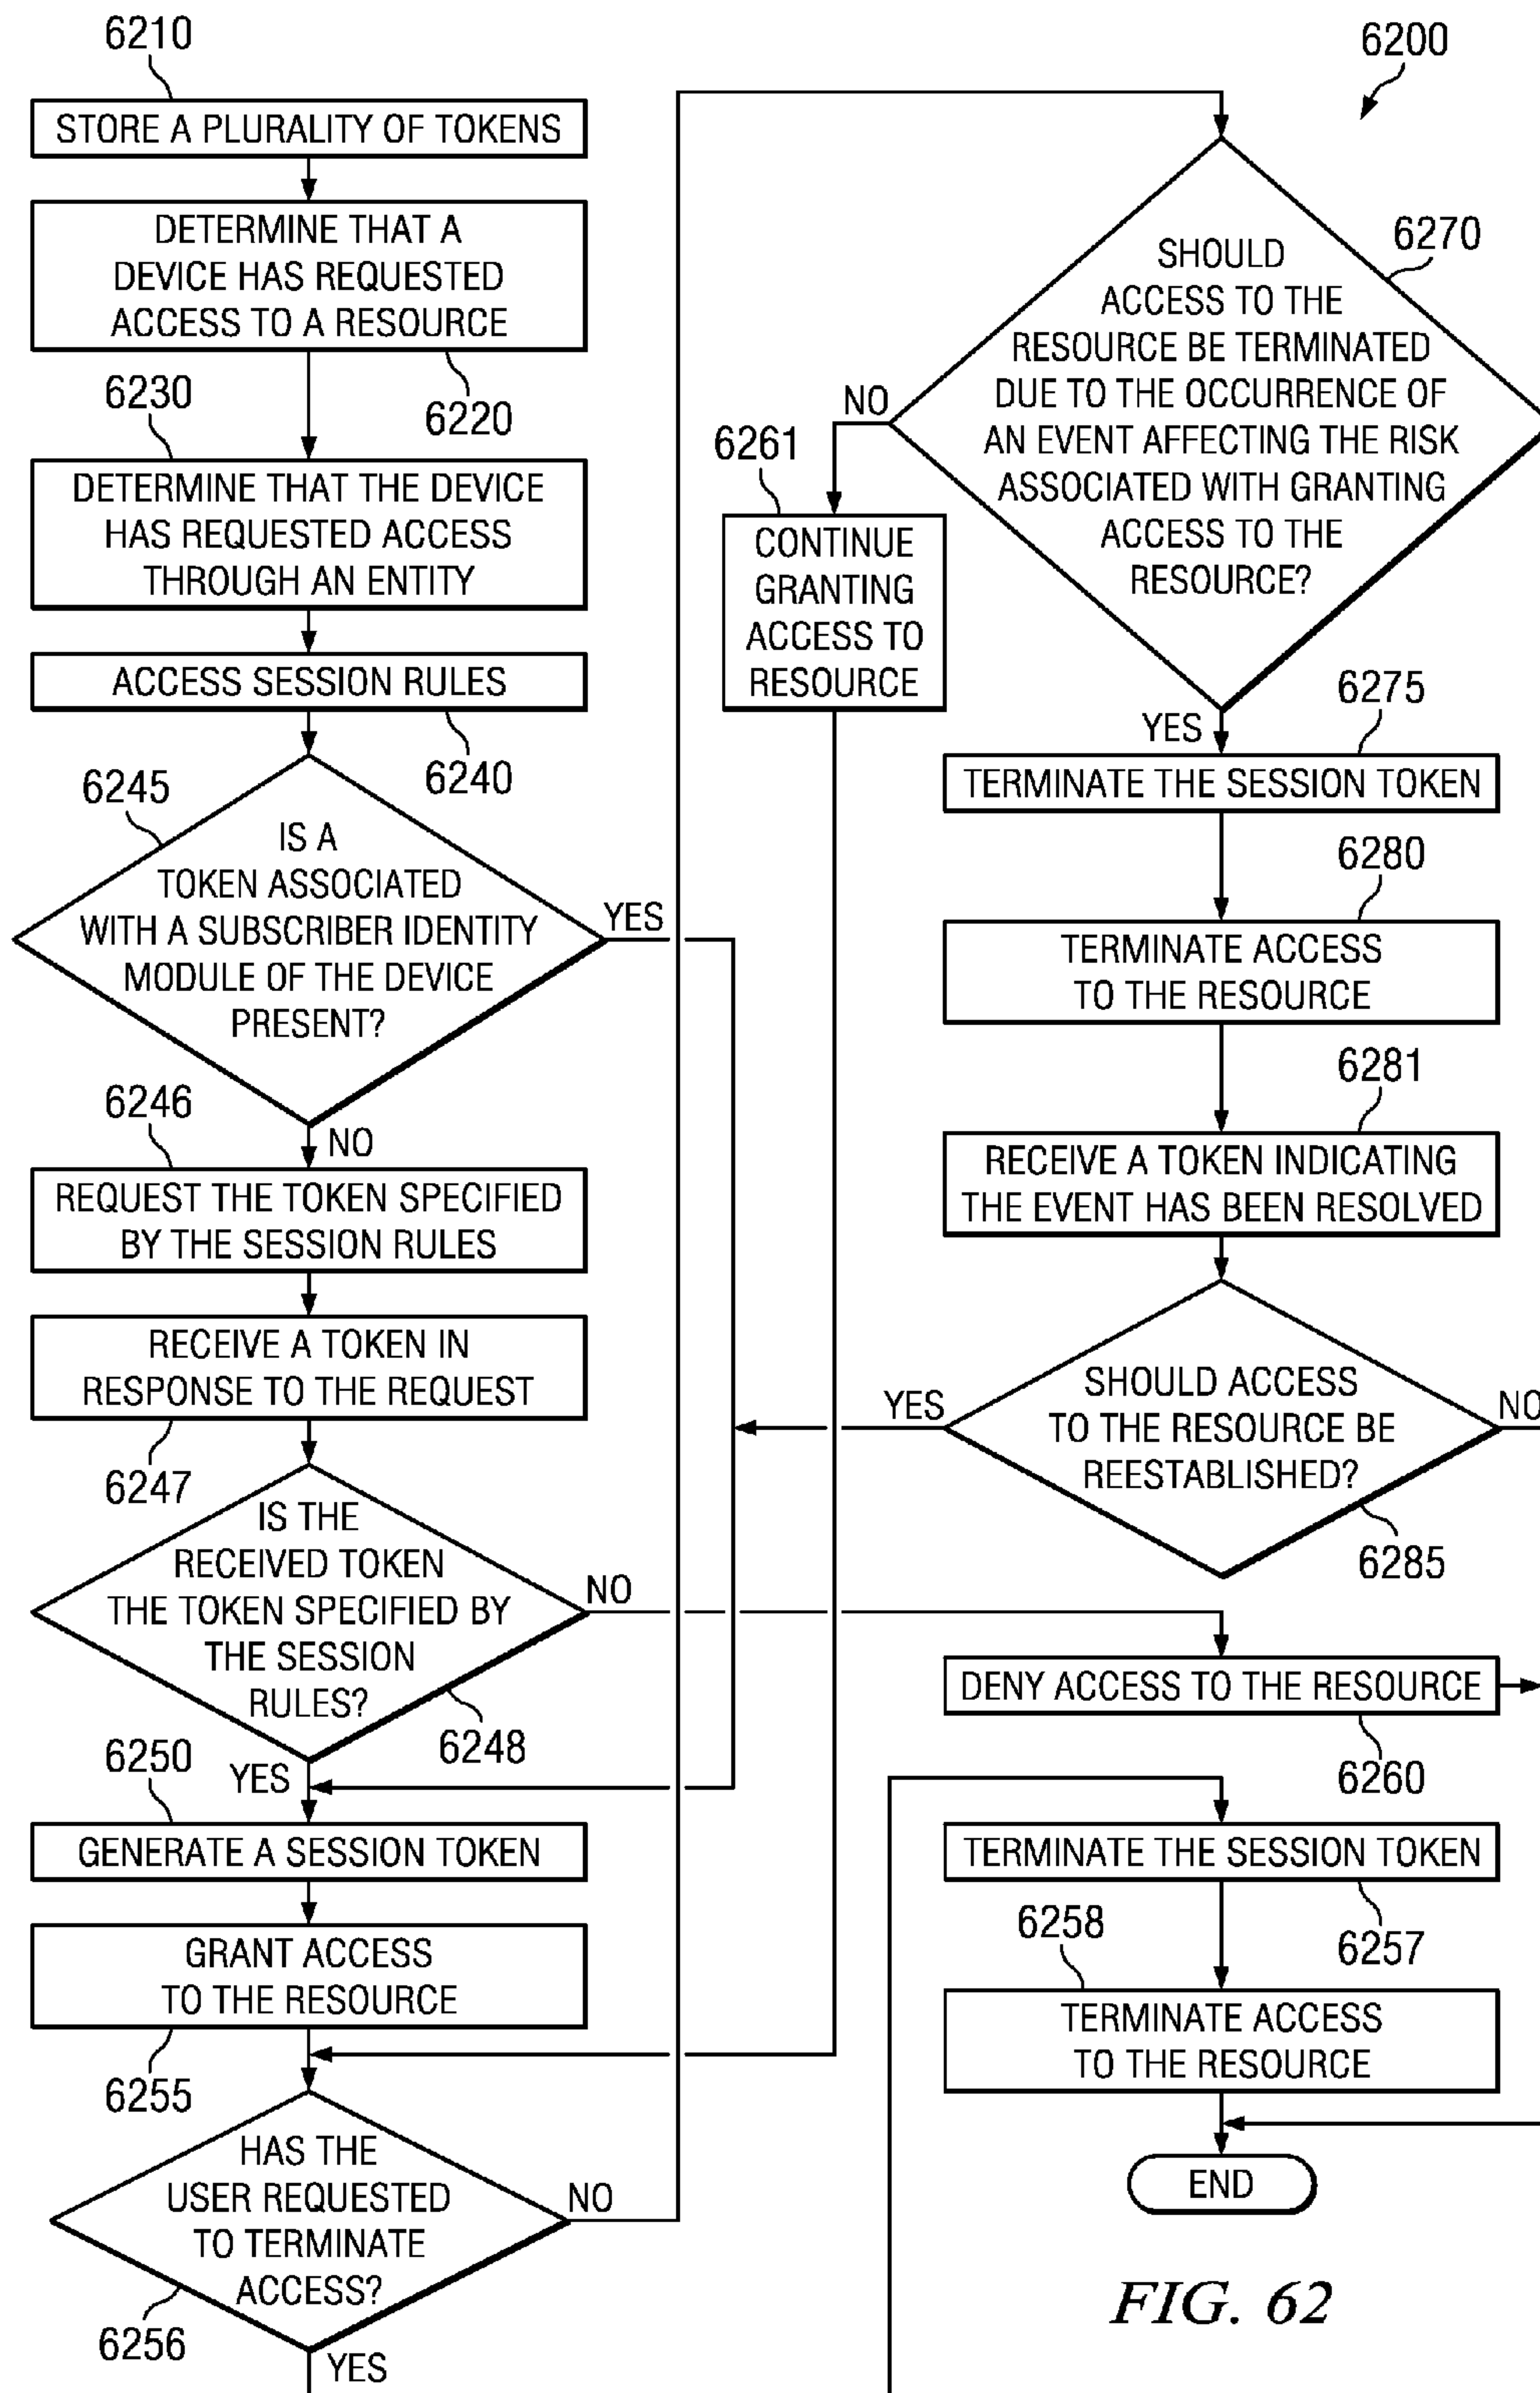 6210
STORE A PLURALITY OF TOKENS
DETERMINE THAT A
DEVICE HAS REQUESTED
ACCESS TO A RESOURCE
6220
6230
DETERMINE THAT THE DEVICE
HAS REQUESTED ACCESS
THROUGH AN ENTITY
ACCESS SESSION RULES
6240
6245
IS A
TOKEN ASSOCIATED
WITH A SUBSCRIBER IDENTITY
MODULE OF THE DEVICE
PRESENT?
YES
NO
6246
REQUEST THE TOKEN SPECIFIED
BY THE SESSION RULES
RECEIVE A TOKEN IN
RESPONSE TO THE REQUEST
6247
IS THE
RECEIVED TOKEN
THE TOKEN SPECIFIED BY
THE SESSION
RULES?
NO
6248
YES
6250
GENERATE A SESSION TOKEN
GRANT ACCESS
TO THE RESOURCE
6255
HAS THE
USER REQUESTED
TO TERMINATE
ACCESS?
NO
6256
YES
6200
6270
SHOULD
ACCESS TO THE
RESOURCE BE TERMINATED
DUE TO THE OCCURRENCE OF
AN EVENT AFFECTING THE RISK
ASSOCIATED WITH GRANTING
ACCESS TO THE
RESOURCE?
NO
6261
CONTINUE
GRANTING
ACCESS TO
RESOURCE
YES
6275
TERMINATE THE SESSION TOKEN
6280
TERMINATE ACCESS
TO THE RESOURCE
6281
RECEIVE A TOKEN INDICATING
THE EVENT HAS BEEN RESOLVED
SHOULD ACCESS
TO THE RESOURCE BE
REESTABLISHED?
YES
NO
6285
DENY ACCESS TO THE RESOURCE
6260
TERMINATE THE SESSION TOKEN
6257
6258
TERMINATE ACCESS
TO THE RESOURCE
END
FIG. 62